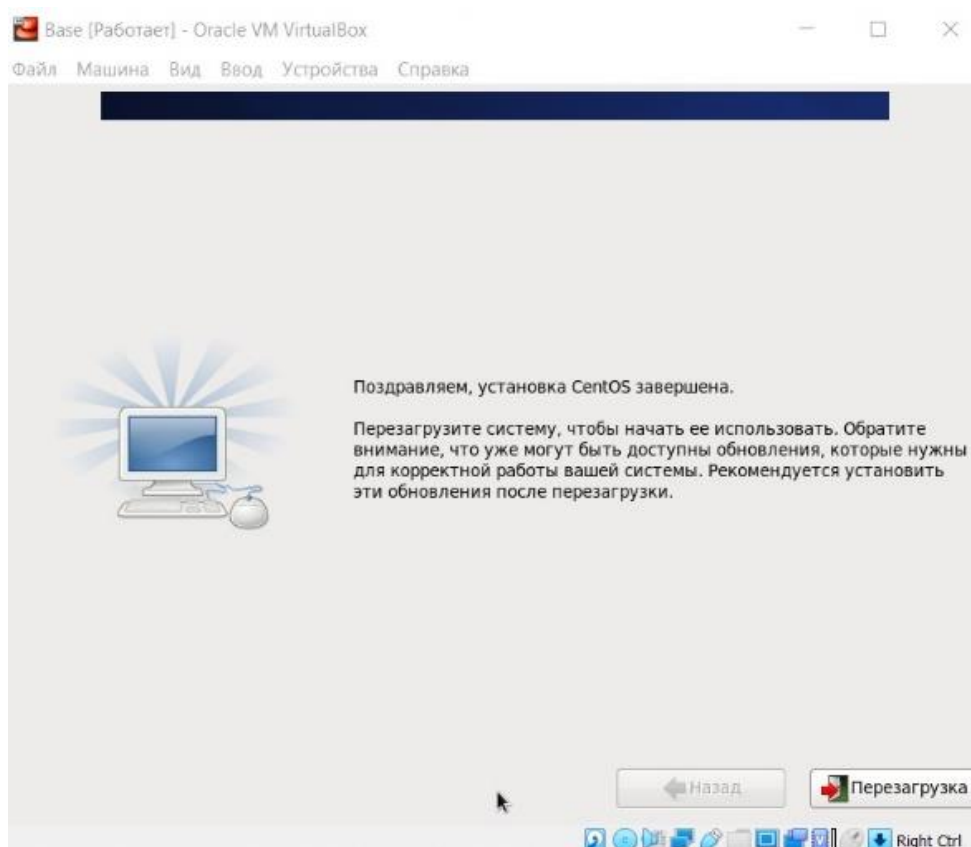 Base [Работает] - Oracle VM VirtualBox
Файл Машина Вид Ввод Устройства Справка
Поздравляем, установка CentOS завершена.
Перезагрузите систему, чтобы начать ее использовать. Обратите
внимание, что уже могут быть доступны обновления, которые нужны
для корректной работы вашей системы. Рекомендуется установить
эти обновления после перезагрузки.
Назад Перезагрузка
Right Ctrl